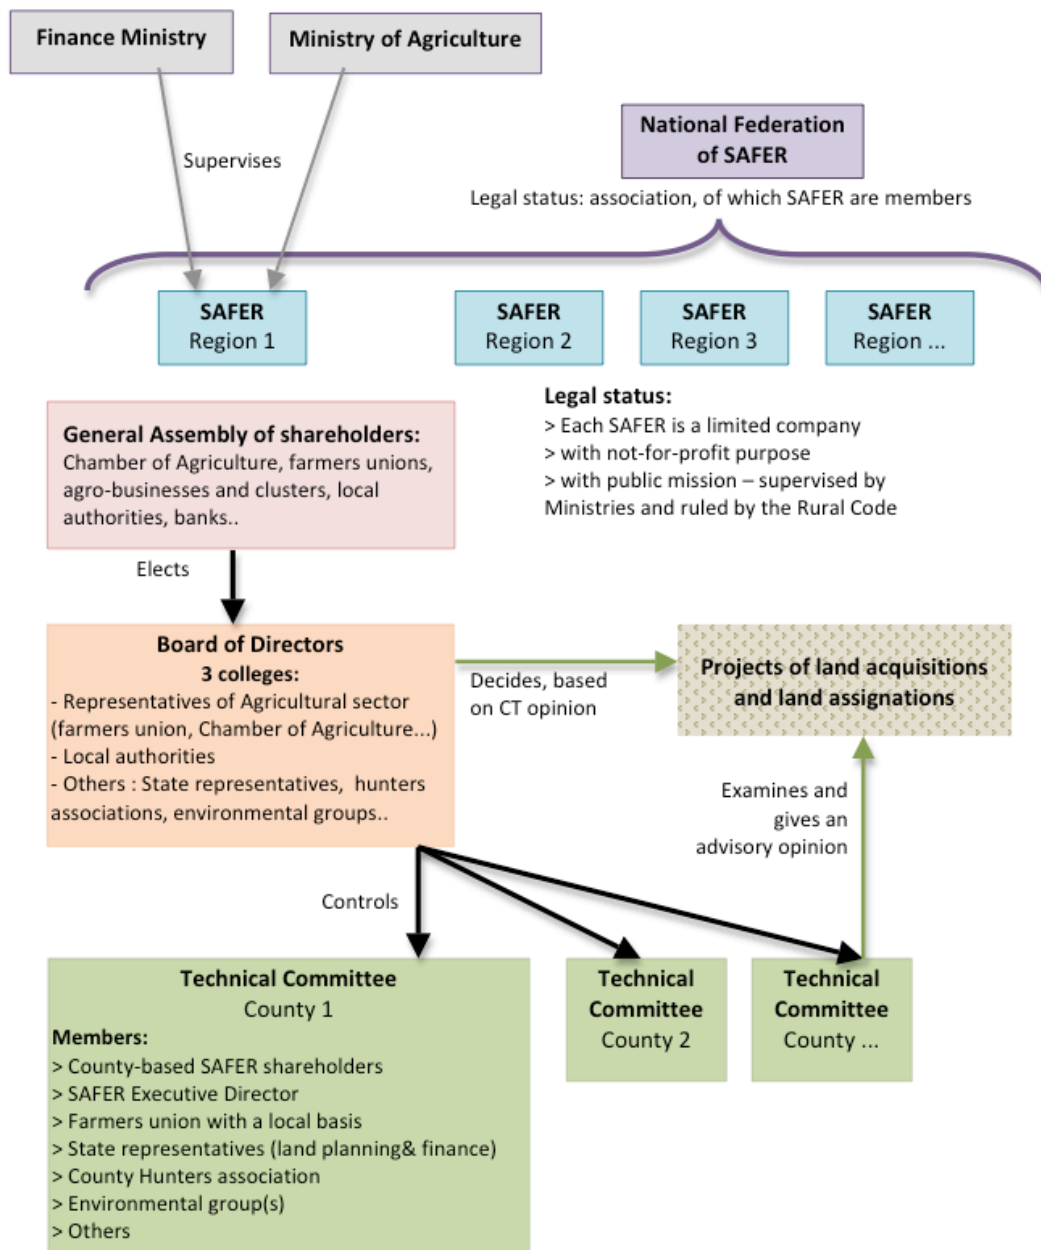 Finance Ministry
Ministry of Agriculture
National Federation
of SAFER
Supervises
Legal status: association, of which SAFER are members
SAFER
Region 1
SAFER
Region 2
SAFER
Region 3
SAFER
Region ...
Legal status:
> Each SAFER is a limited company
> with not-for-profit purpose
> with public mission – supervised by
Ministries and ruled by the Rural Code
General Assembly of shareholders:
Chamber of Agriculture, farmers unions,
agro-businesses and clusters, local
authorities, banks..
Elects
Board of Directors
3 colleges:
- Representatives of Agricultural sector
(farmers union, Chamber of Agriculture...)
- Local authorities
- Others : State representatives,  hunters
associations, environmental groups..
Decides, based
on CT opinion
Projects of land acquisitions
and land assignations
Examines and
gives an
advisory opinion
Controls
Technical Committee
County 1
Members:
> County-based SAFER shareholders
> SAFER Executive Director
> Farmers union with a local basis
> State representatives (land planning& finance)
> County Hunters association
> Environmental group(s)
> Others
Technical
Committee
County 2
Technical
Committee
County ...